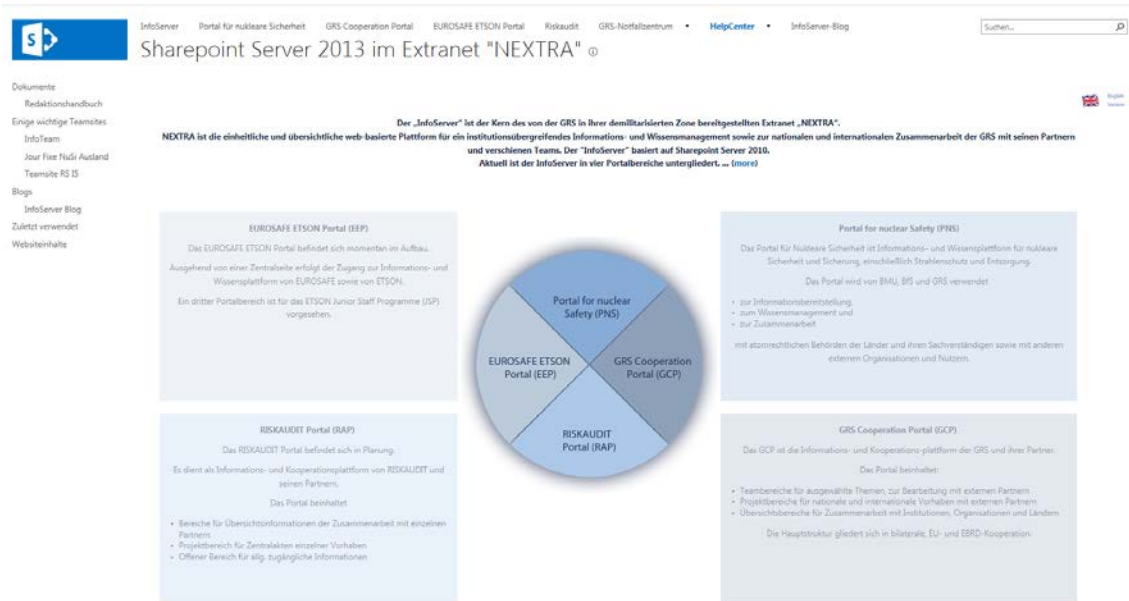 InfoServer Portal für nukleare Sicherheit GRS Cooperation Portal EUROSAFE ETSON Portal Riskaudit GRS-Notfallzentrum HelpCenter InfoServer-Blog
Suchen...
S
Sharepoint Server 2013 im Extranet "NEXTRA"
Dokumente
Redaktionshandbuch
Einige wichtige Teamsites
InfoTeam
Jour Fixe NuSi Ausland
Teamsite RS IS
Blogs
InfoServer Blog
Zuletzt verwendet
Websiteinhalte
English
Version
Der „InfoServer" ist der Kern des von der GRS in ihrer demilitarisierten Zone bereitgestellten Extranet „NEXTRA".
NEXTRA ist die einheitliche und übersichtliche web-basierte Plattform für ein institutionsübergreifendes Informations- und Wissensmanagement sowie zur nationalen und internationalen Zusammenarbeit der GRS mit seinen Partnern
und verschienen Teams. Der "InfoServer" basiert auf Sharepoint Server 2010.
Aktuell ist der InfoServer in vier Portalbereiche untergliedert. ... (more)
EUROSAFE ETSON Portal (EEP)
Das EUROSAFE ETSON Portal befindet sich momentan im Aufbau.
Ausgehend von einer Zentralseite erfolgt der Zugang zur Informations- und
Wissensplattform von EUROSAFE sowie von ETSON.
Ein dritter Portalbereich ist für das ETSON Junior Staff Programme (JSP)
vorgesehen.
Portal for nuclear
Safety (PNS)
EUROSAFE ETSON
Portal (EEP)
GRS Cooperation
Portal (GCP)
RISKAUDIT
Portal (RAP)
Portal for nuclear Safety (PNS)
Das Portal für Nukleare Sicherheit ist Informations- und Wissensplattform für nukleare
Sicherheit und Sicherung, einschließlich Strahlenschutz und Entsorgung.
Das Portal wird von BMU, BfS und GRS verwendet
• zur Informationsbereitstellung,
• zum Wissensmanagement und
• zur Zusammenarbeit
mit atomrechtlichen Behörden der Länder und ihren Sachverständigen sowie mit anderen
externen Organisationen und Nutzern.
RISKAUDIT Portal (RAP)
Das RISKAUDIT Portal befindet sich in Planung.
Es dient als Informations- und Kooperationsplattform von RISKAUDIT und
seinen Partnern.
Das Portal beinhaltet
• Bereiche für Übersichtsinformationen der Zusammenarbeit mit einzelnen
Partnern
• Projektbereich für Zentralakten einzelner Vorhaben
• Offener Bereich für allg. zugängliche Informationen
GRS Cooperation Portal (GCP)
Das GCP ist die Informations- und Kooperations-plattform der GRS und ihrer Partner.
Das Portal beinhaltet:
• Teambereiche für ausgewählte Themen, zur Bearbeitung mit externen Partnern
• Projektbereiche für nationale und internationale Vorhaben mit externen Partnern
• Übersichtsbereiche für Zusammenarbeit mit Institutionen, Organisationen und Ländern
Die Hauptstruktur gliedert sich in bilaterale, EU- und EBRD-Kooperation.